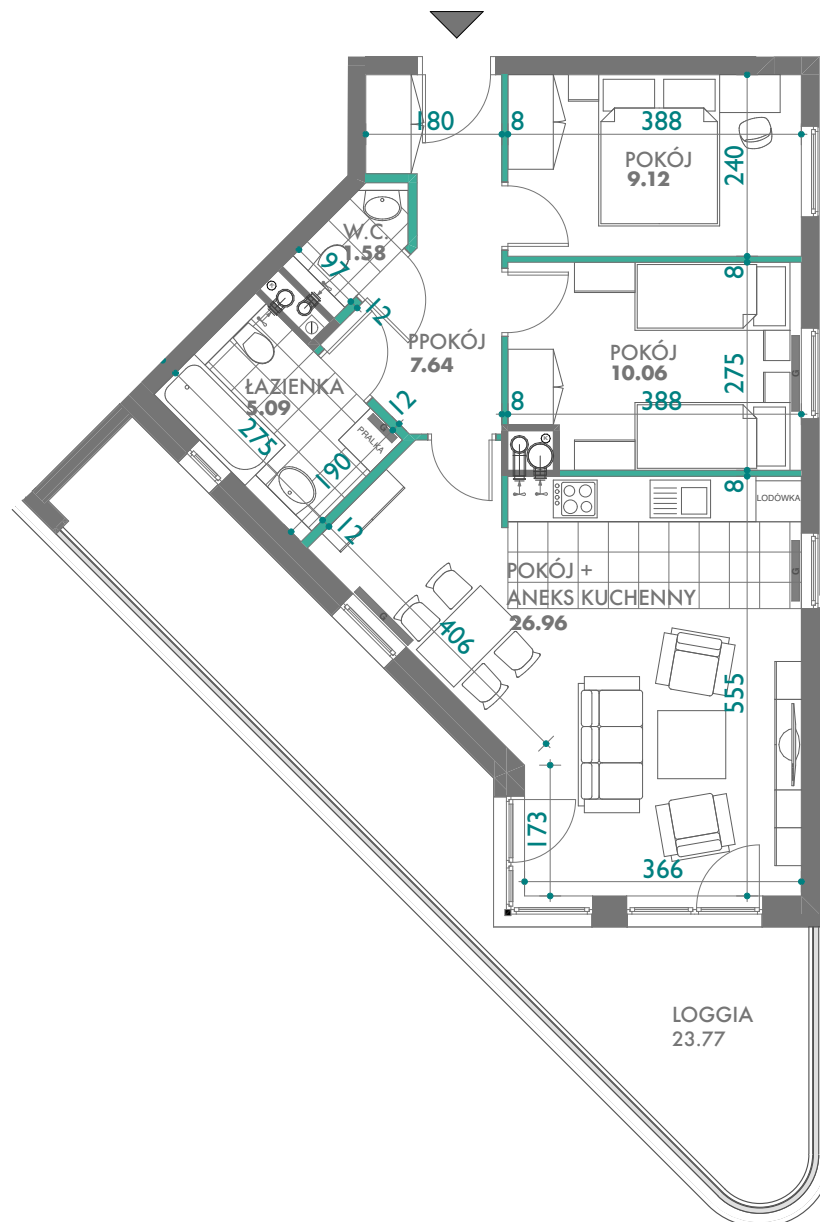 180
8
388
POKÓJ
9.12
240
W.C.
1.58
97
12
8
PPOKÓJ
7.64
POKÓJ
10.06
275
G
8
388
ŁAZIENKA
5.09
12
G
PRALKA
275
190
12
8
LODÓWKA
POKÓJ +
ANEKS KUCHENNY
26.96
G
G
406
555
173
366
LOGGIA
23.77